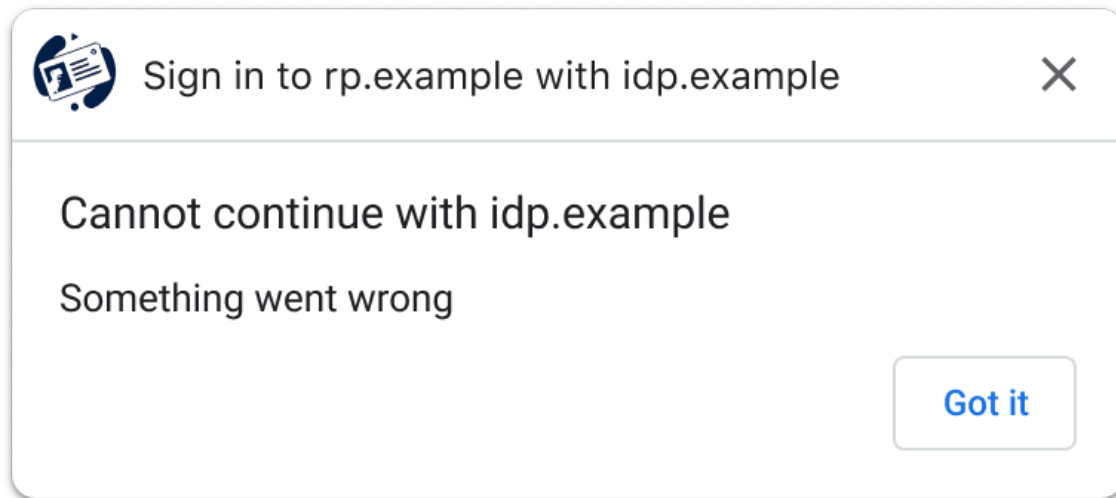 Sign in to rp.example with idp.example
Cannot continue with idp.example
Something went wrong
Got it